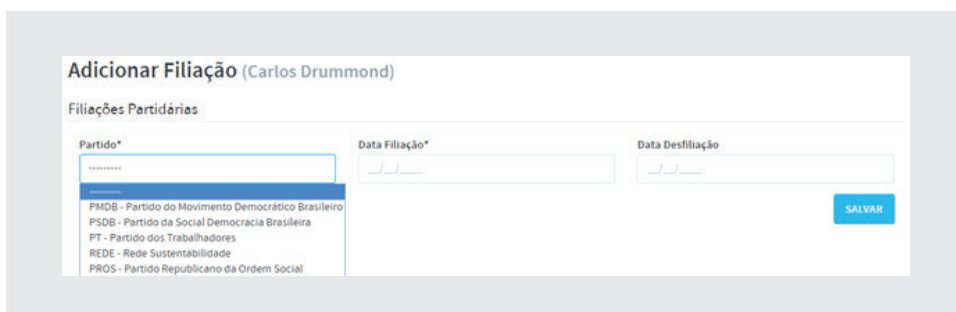 Adicionar Filiação (Carlos Drummond)
Filiações Partidárias
Partido* Data Filiação* Data Desfiliação
--------- __/__/____ __/__/____
---------
PMDB - Partido do Movimento Democrático Brasileiro
SALVAR
PSDB - Partido da Social Democracia Brasileira
PT - Partido dos Trabalhadores
REDE - Rede Sustentabilidade
PROS - Partido Republicano da Ordem Social